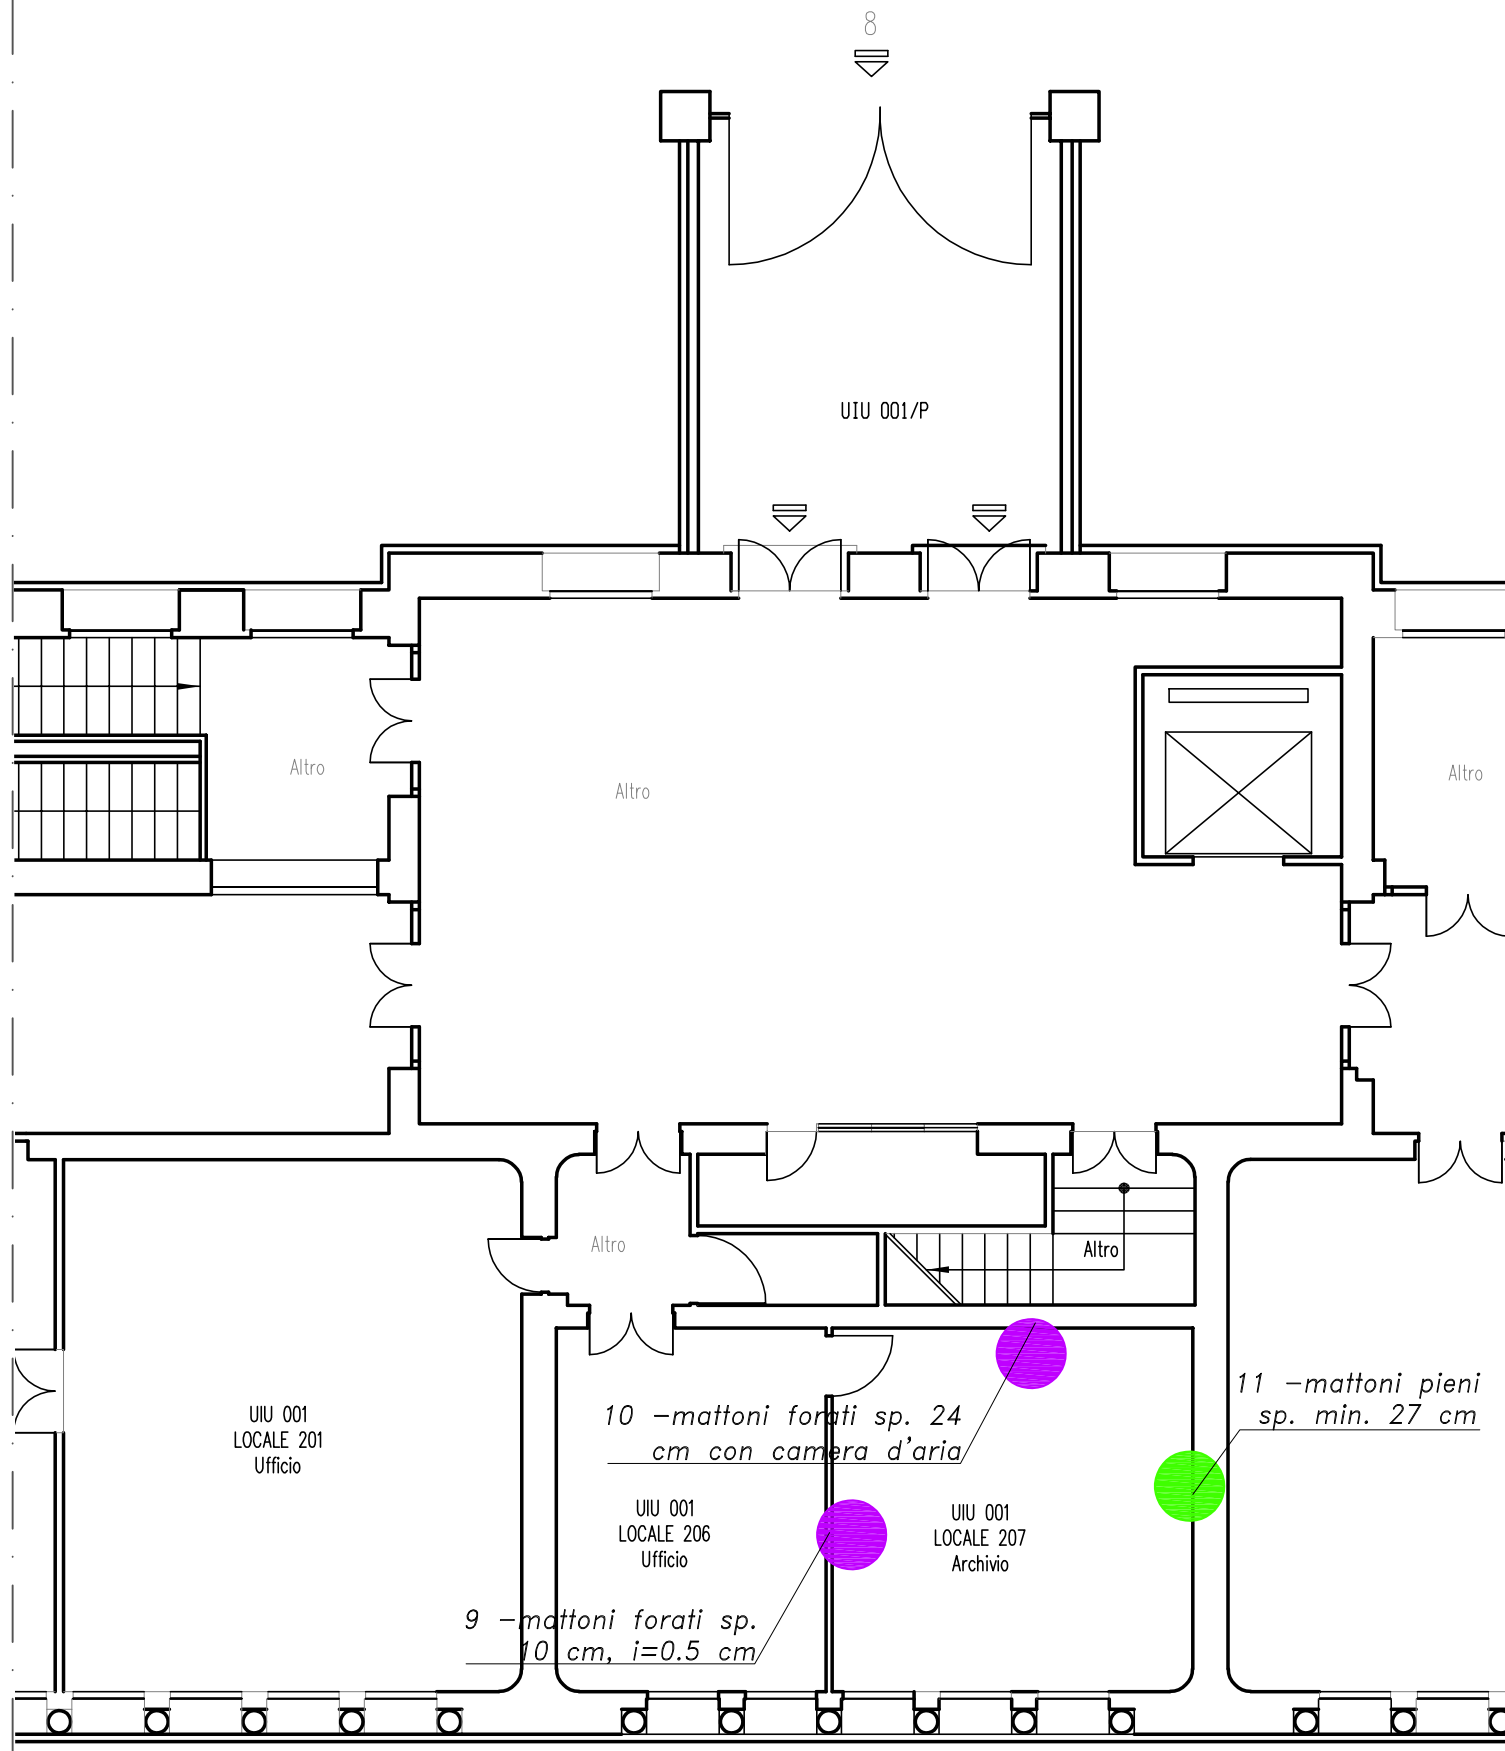 8
UIU 001/P
Altro
Altro
Altro
Altro
Altro
11 -mattoni pieni
sp. min. 27 cm
10 -mattoni forati sp. 24
cm con camera d'aria
UIU 001
LOCALE 201
Ufficio
UIU 001
LOCALE 206
Ufficio
UIU 001
LOCALE 207
Archivio
9 -mattoni forati sp.
10 cm, i=0.5 cm